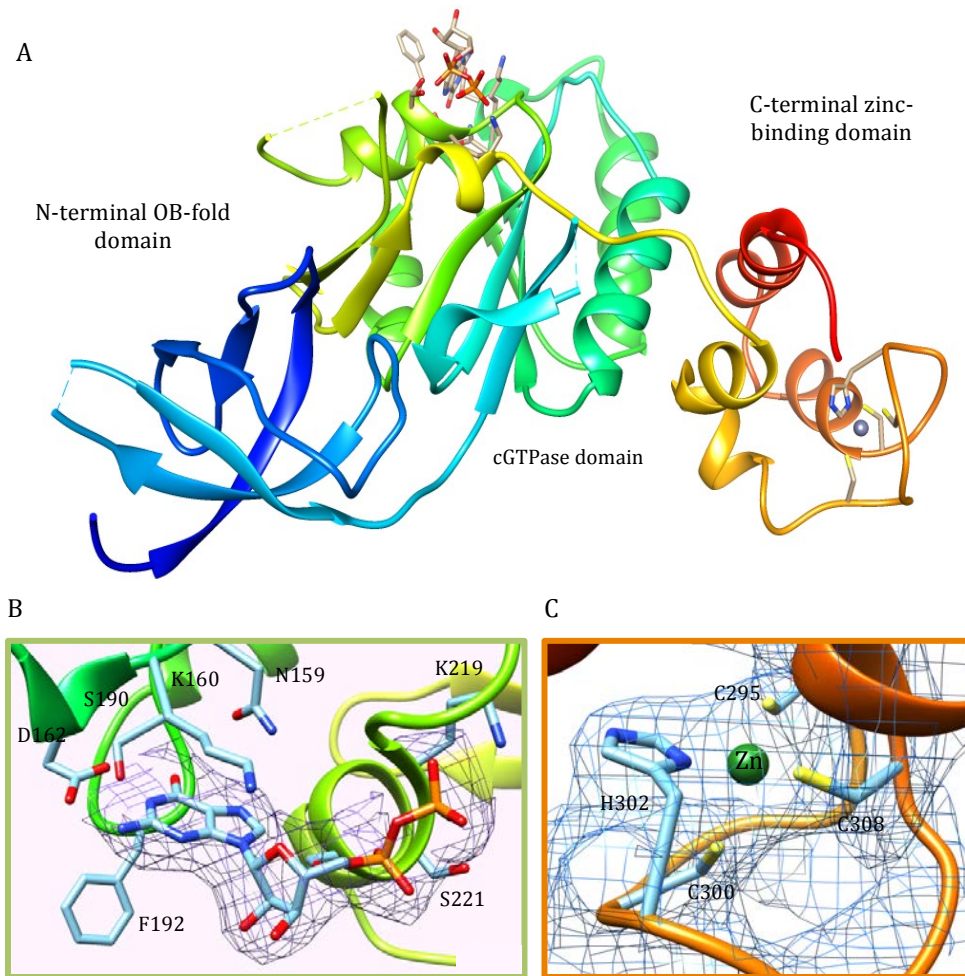 A
C-terminal zinc-
binding domain
N-terminal OB-fold
domain
cGTPase domain
B
K160
N159
K219
S190
D162
F192
S221
C
C295
Zn
H302
C308
C300